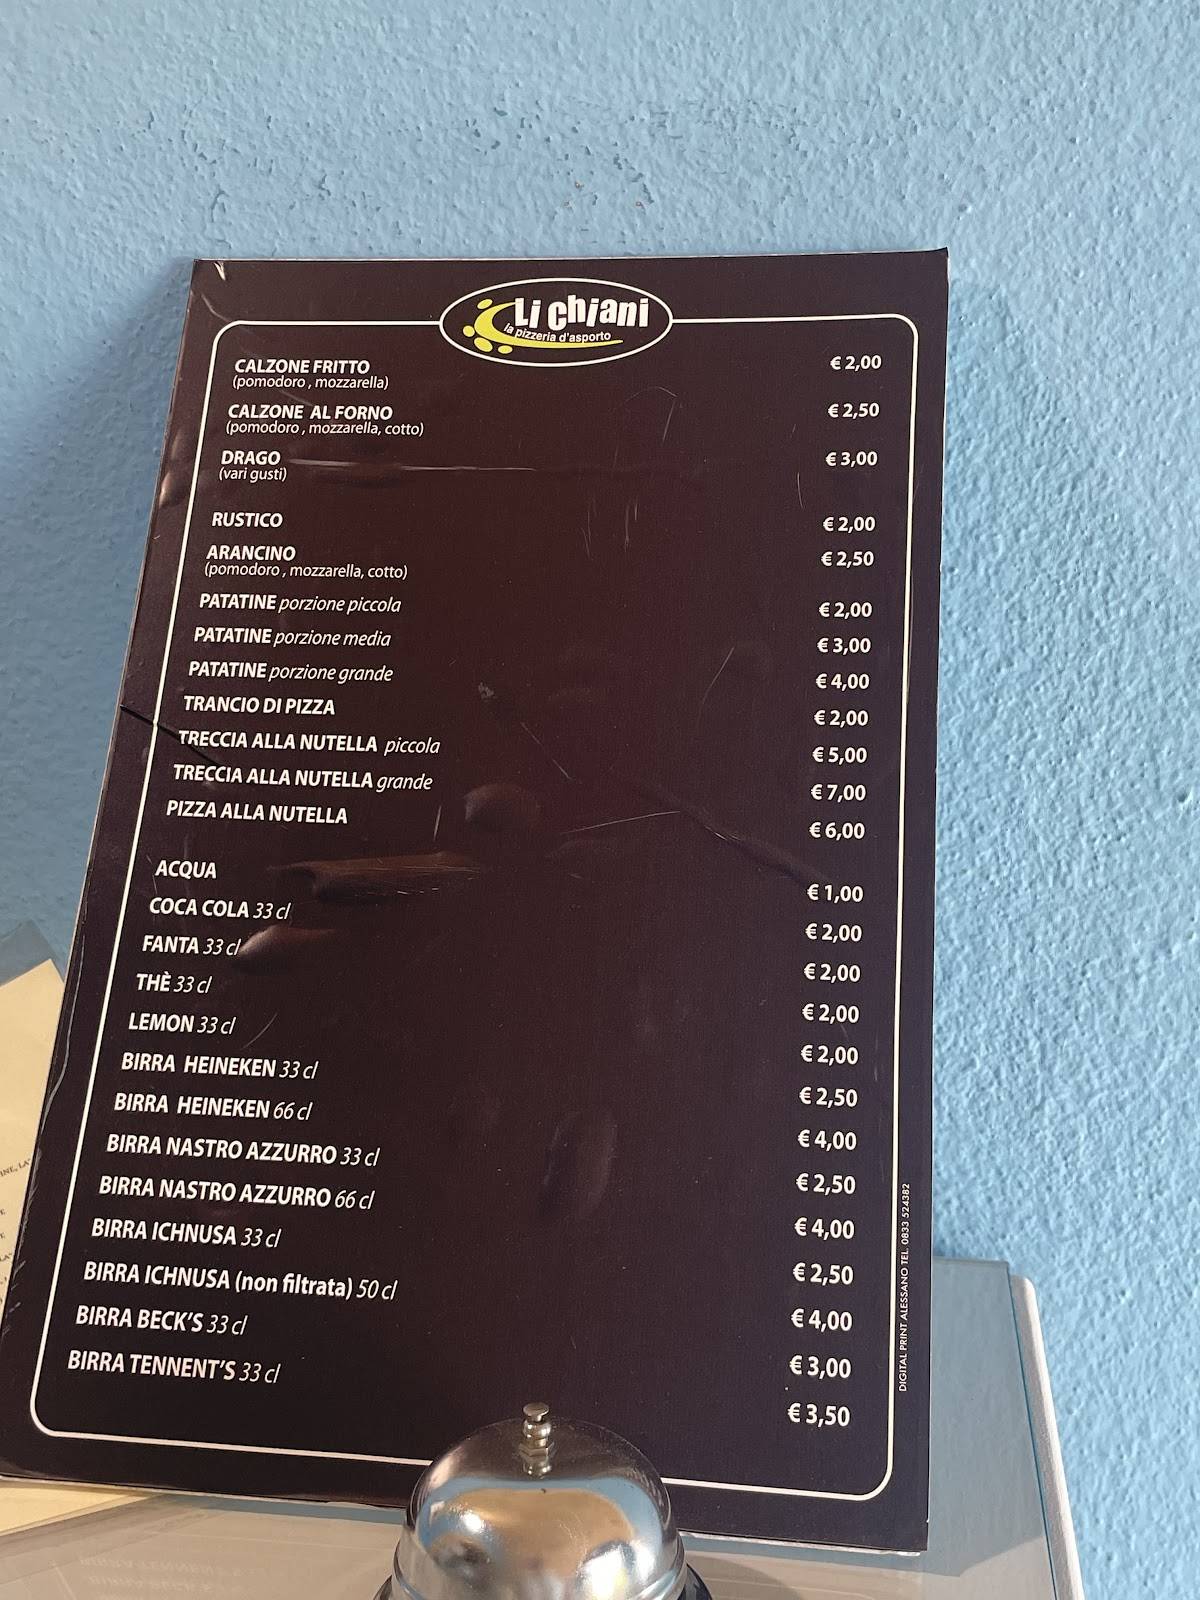 Li chiani
la pizzeria d'asporto
CALZONE FRITTO € 2,00
(pomodoro , mozzarella)
CALZONE AL FORNO € 2,50
(pomodoro , mozzarella, cotto)
DRAGO € 3,00
(vari gusti)
RUSTICO € 2,00
ARANCINO € 2,50
(pomodoro , mozzarella, cotto)
PATATINE porzione piccola € 2,00
PATATINE porzione media € 3,00
PATATINE porzione grande € 4,00
TRANCIO DI PIZZA € 2,00
TRECCIA ALLA NUTELLA piccola € 5,00
TRECCIA ALLA NUTELLA grande € 7,00
PIZZA ALLA NUTELLA € 6,00
ACQUA € 1,00
COCA COLA 33 cl € 2,00
FANTA 33 cl € 2,00
THÈ 33 cl € 2,00
LEMON 33 cl € 2,00
BIRRA HEINEKEN 33 cl € 2,50
BIRRA HEINEKEN 66 cl € 4,00
BIRRA NASTRO AZZURRO 33 cl € 2,50
BIRRA NASTRO AZZURRO 66 cl € 4,00
BIRRA ICHNUSA 33 cl € 2,50
BIRRA ICHNUSA (non filtrata) 50 cl € 4,00
BIRRA BECK'S 33 cl € 3,00
BIRRA TENNENT'S 33 cl € 3,50
DIGITAL PRINT ALESSANO TEL. 0833 524382